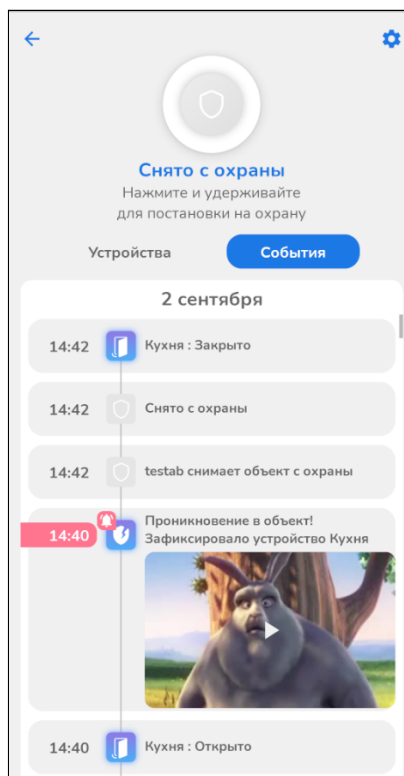 Снято с охраны
Нажмите и удерживайте
для постановки на охрану
Устройства
События
2 сентября
14:42
Кухня : Закрыто
14:42
Снято с охраны
14:42
testab снимает объект с охраны
14:40
Проникновение в объект!
Зафиксировало устройство Кухня
14:40
Кухня : Открыто